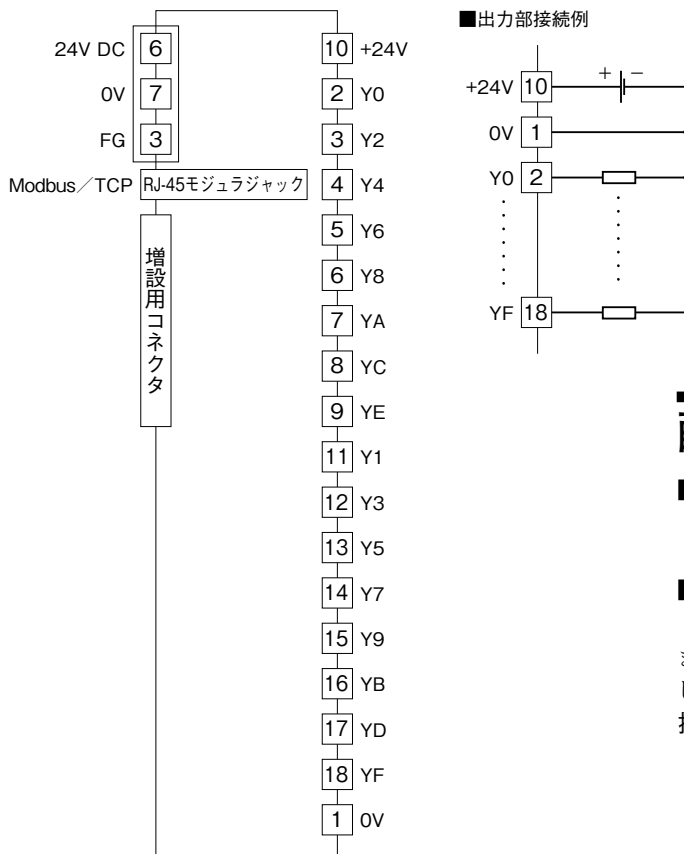 24V DC 6
0V 7
FG 3
Modbus／TCP RJ-45モジュラジャック
増設用コネクタ
10 +24V
2 Y0
3 Y2
4 Y4
5 Y6
6 Y8
7 YA
8 YC
9 YE
11 Y1
12 Y3
13 Y5
14 Y7
15 Y9
16 YB
17 YD
18 YF
1 0V
■出力部接続例
+24V 10 + −
0V 1
Y0 2
YF 18